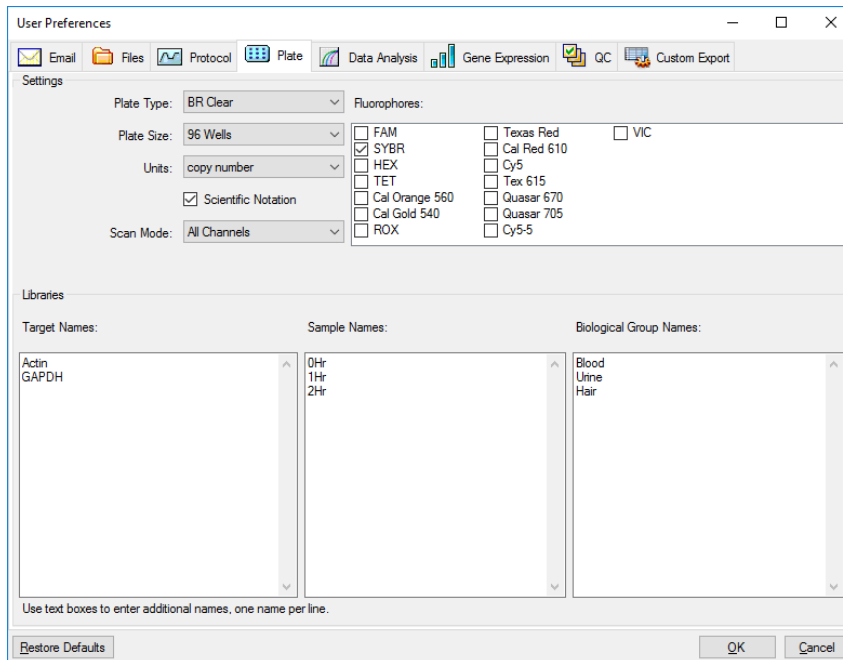 User Preferences
Email Files Protocol Plate Data Analysis Gene Expression QC Custom Export
Settings
Plate Type: BR Clear
Plate Size: 96 Wells
Units: copy number
Scientific Notation
Scan Mode: All Channels
Fluorophores:
FAM Texas Red VIC
SYBR Cal Red 610
HEX Cy5
TET Tex 615
Cal Orange 560 Quasar 670
Cal Gold 540 Quasar 705
ROX Cy5-5
Libraries
Target Names: Sample Names: Biological Group Names:
Actin 0Hr Blood
GAPDH 1Hr Urine
2Hr Hair
Use text boxes to enter additional names, one name per line.
Restore Defaults OK Cancel